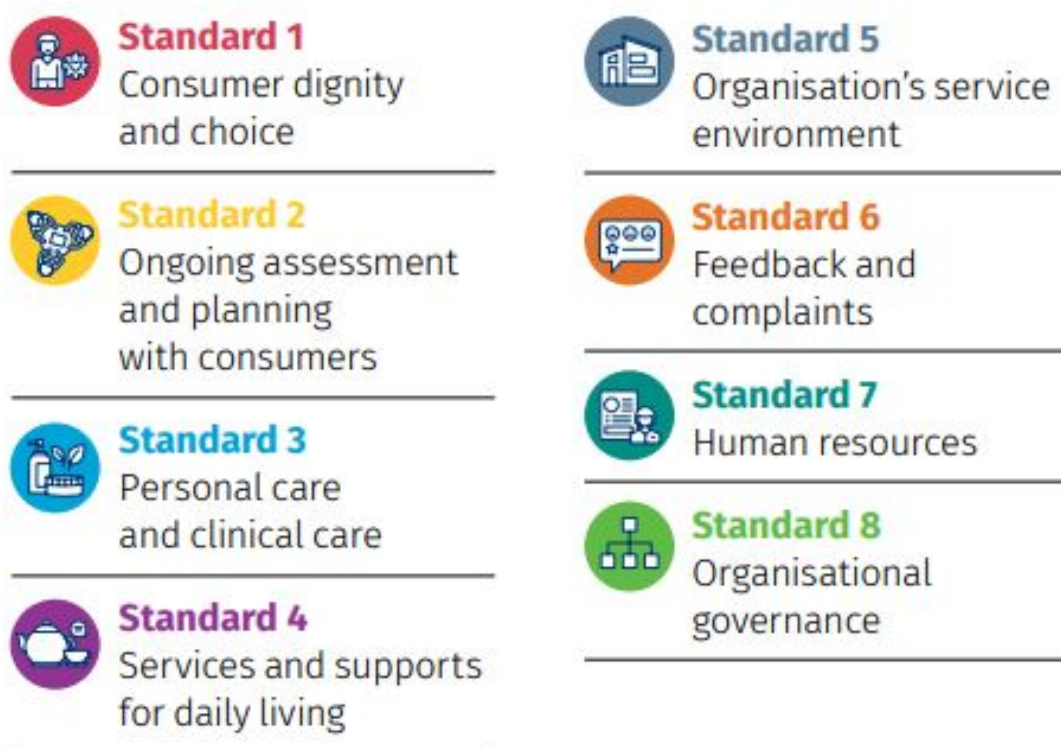 Standard 1
Consumer dignity
and choice
Standard 2
Ongoing assessment
and planning
with consumers
Standard 3
Personal care
and clinical care
Standard 4
Services and supports
for daily living
Standard 5
Organisation's service
environment
Standard 6
Feedback and
complaints
Standard 7
Human resources
Standard 8
Organisational
governance